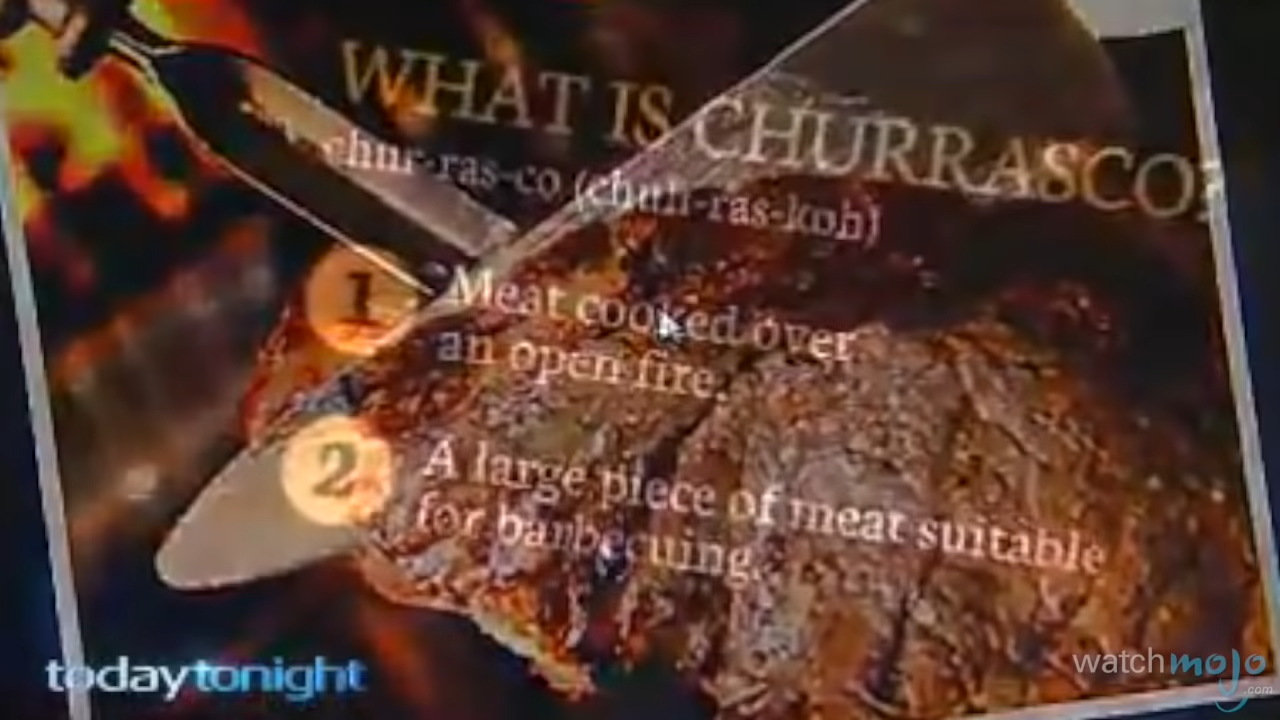 WHAT IS CHURRASCO?
chur-ras-co (chuh-ras-koh)
1 Meat cooked over
an open fire.
2 A large piece of meat suitable
for barbecuing.
todaytonight
watchmojo
.com